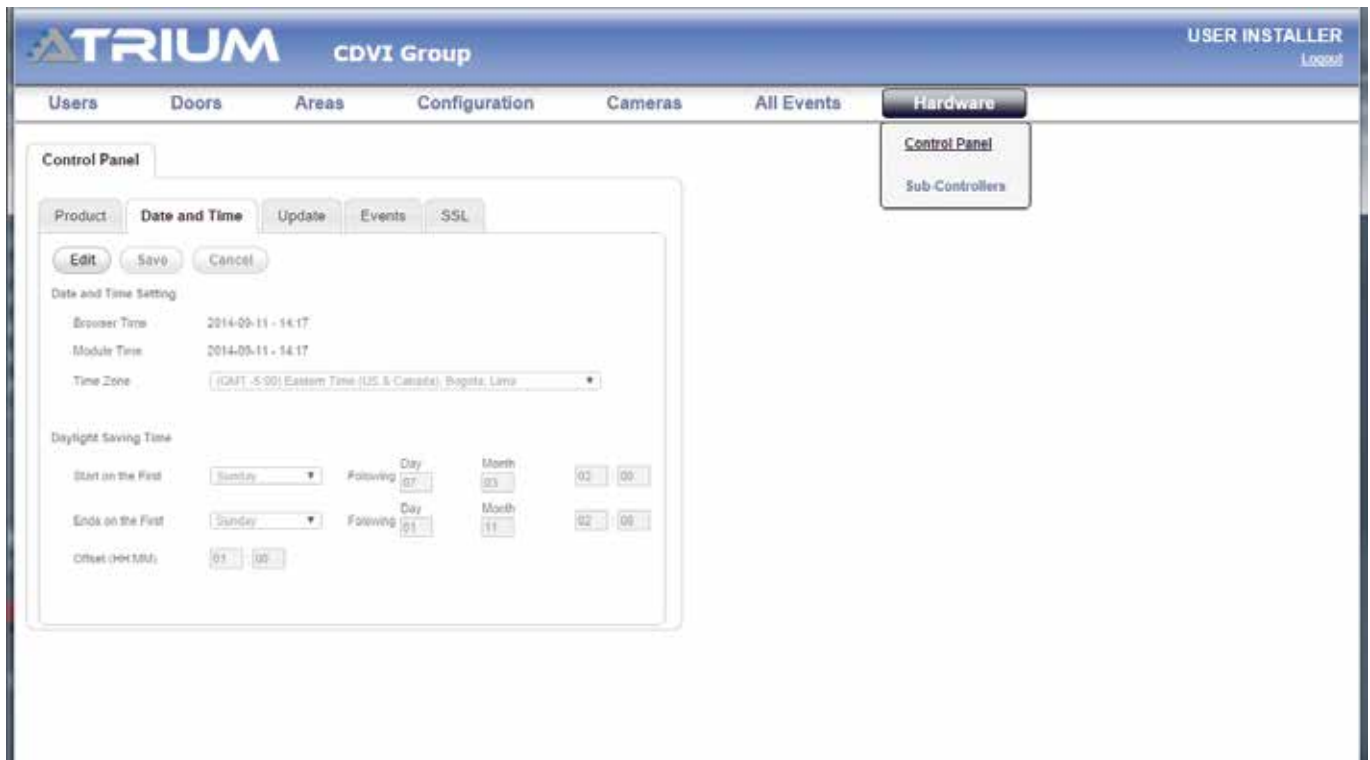 ATRIUM CDVI Group
USER INSTALLER
Logout
Users Doors Areas Configuration Cameras All Events Hardware
Control Panel
Sub-Controllers
Control Panel
Product Date and Time Update Events SSL
Edit Save Cancel
Date and Time Setting
Browser Time 2014-09-11 - 14:17
Module Time 2014-09-11 - 14:17
Time Zone (GMT -5:00) Eastern Time (US & Canada), Bogota, Lima
Daylight Saving Time
Day Month
Start on the First Sunday Following 07 03 02 00
Day Month
Ends on the First Sunday Following 01 11 02 00
Offset (HH:MM) 01 00